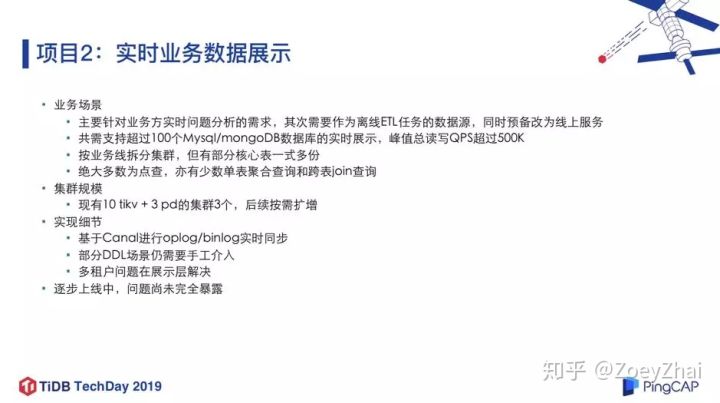 项目2：实时业务数据展示
• 业务场景
• 主要针对业务方实时问题分析的需求，其次需要作为离线ETL任务的数据源，同时预备改为线上服务
• 共需支持超过100个Mysql/mongoDB数据库的实时展示，峰值总读写QPS超过500K
• 按业务线拆分集群，但有部分核心表一式多份
• 绝大多数为点查，亦有少数单表聚合查询和跨表join查询
• 集群规模
• 现有10 tikv + 3 pd的集群3个，后续按需扩增
• 实现细节
• 基于Canal进行oplog/binlog实时同步
• 部分DDL场景仍需要手工介入
• 多租户问题在展示层解决
• 逐步上线中，问题尚未完全暴露
知乎 @ZoeyZhai
TiDB TechDay 2019
PingCAP